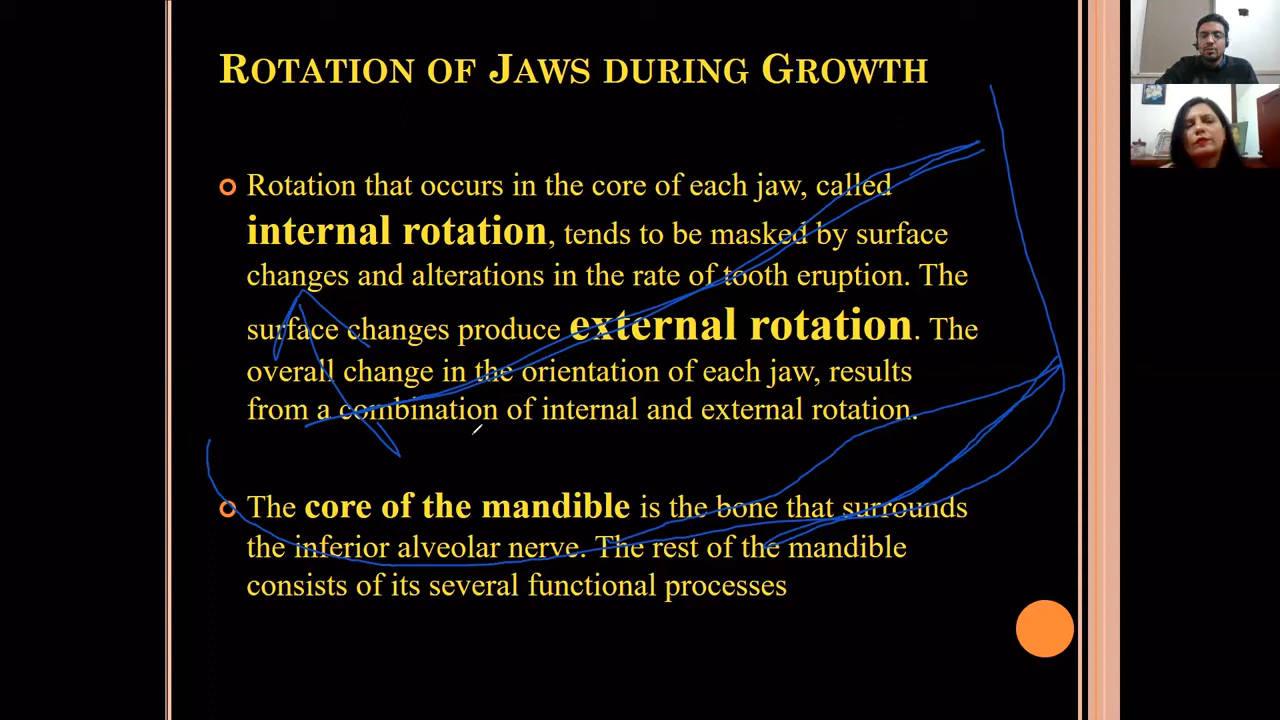 ROTATION OF JAWS DURING GROWTH
Rotation that occurs in the core of each jaw, called
internal rotation, tends to be masked by surface
changes and alterations in the rate of tooth eruption. The
surface changes produce external rotation. The
overall change in the orientation of each jaw, results
from a combination of internal and external rotation.
The core of the mandible is the bone that surrounds
the inferior alveolar nerve. The rest of the mandible
consists of its several functional processes